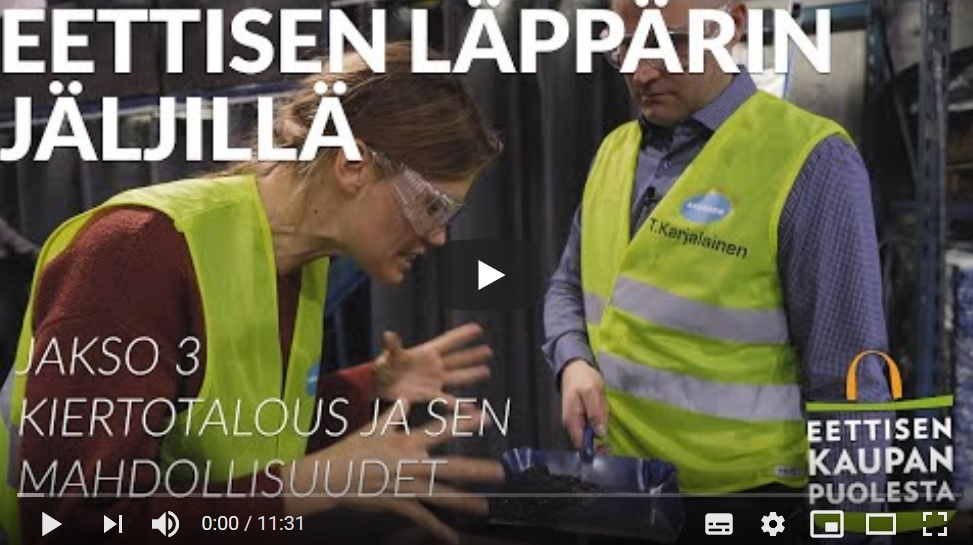 EETTISEN LÄPPÄRIN
JÄLJILLÄ
T.Karjalainen
JAKSO 3
KIERTOTALOUS JA SEN
MAHDOLLISUUDET
EETTISEN
KAUPAN
PUOLESTA
0:00 / 11:31